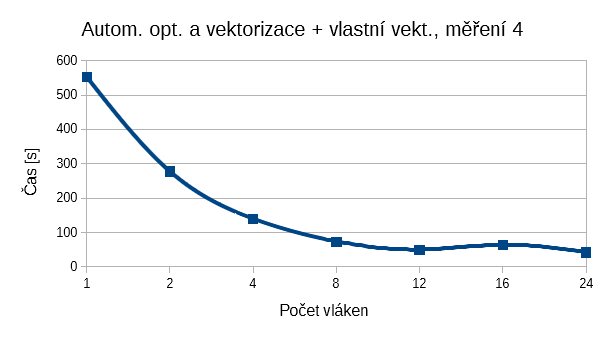 Autom. opt. a vektorizace + vlastní vekt., měření 4
600
500
400
300
200
100
0
Čas [s]
1 2 4 8 12 16 24
Počet vláken